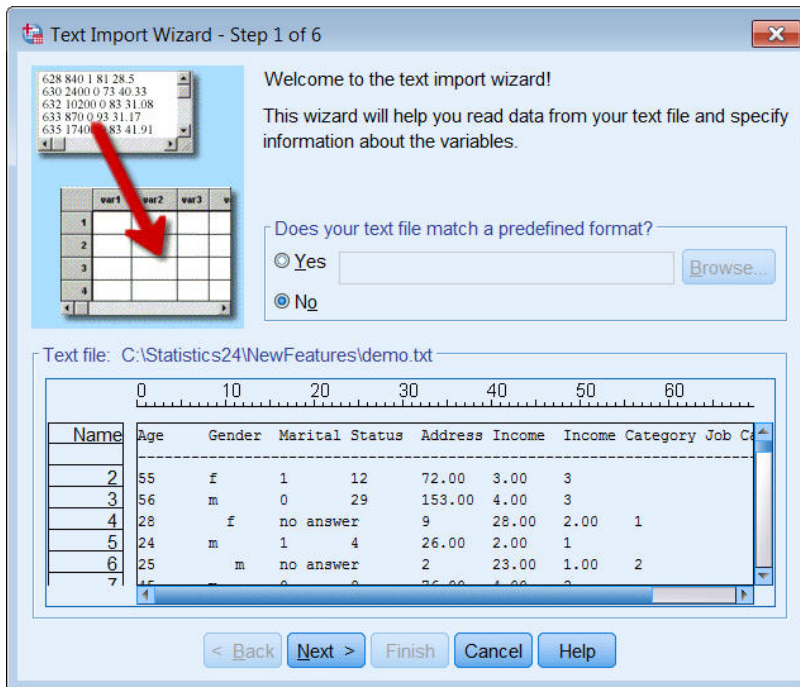 Text Import Wizard - Step 1 of 6
628 840 1 81 28.5
630 2400 0 73 40.33
632 10200 0 83 31.08
633 870 0 93 31.17
635 1740 83 41.91
var1 var2 var3 v
1
2
3
4
Welcome to the text import wizard!
This wizard will help you read data from your text file and specify
information about the variables.
Does your text file match a predefined format?
Yes
Browse...
No
Text file: C:\Statistics24\NewFeatures\demo.txt
0 10 20 30 40 50 60
Name Age Gender Marital Status Address Income Income Category Job Ca
2 55 f 1 12 72.00 3.00 3
3 56 m 0 29 153.00 4.00 3
4 28 f no answer 9 28.00 2.00 1
5 24 m 1 4 26.00 2.00 1
6 25 m no answer 2 23.00 1.00 2
7
< Back Next > Finish Cancel Help